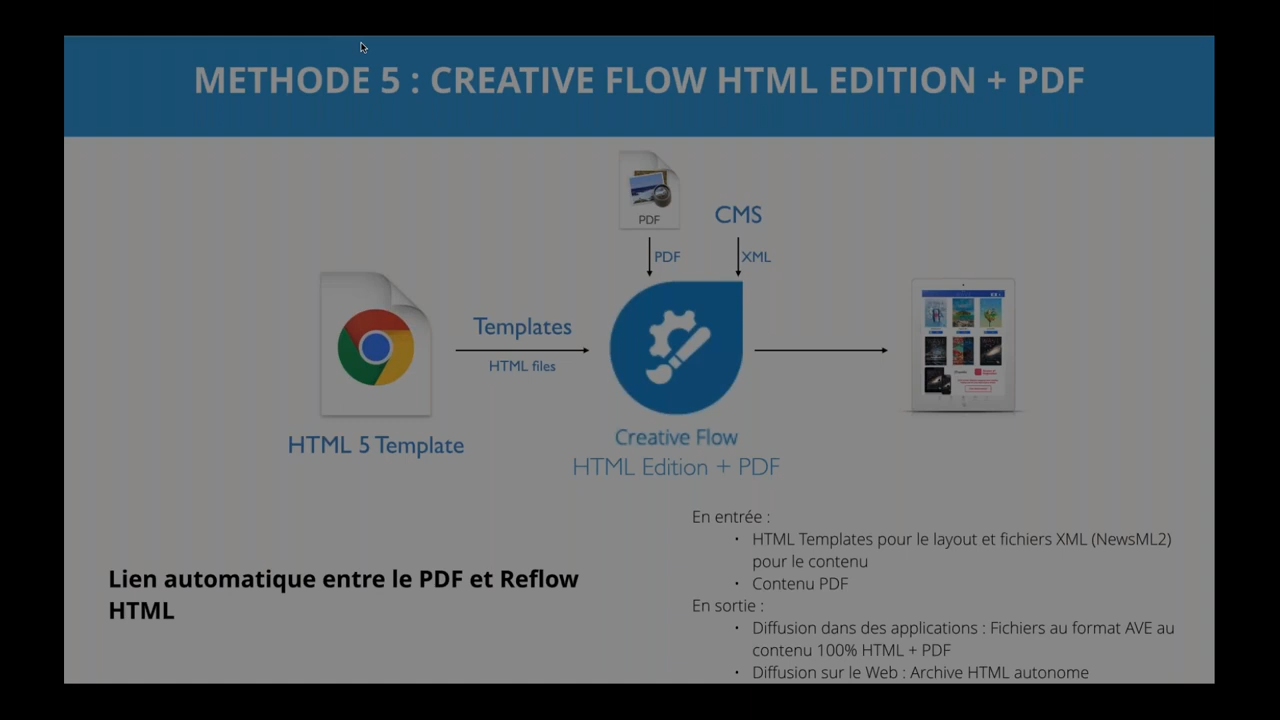 METHODE 5 : CREATIVE FLOW HTML EDITION + PDF
PDF
CMS
PDF
XML
Templates
HTML files
HTML 5 Template
Creative Flow
HTML Edition + PDF
Lien automatique entre le PDF et Reflow
HTML
En entrée :
• HTML Templates pour le layout et fichiers XML (NewsML2)
pour le contenu
• Contenu PDF
En sortie :
• Diffusion dans des applications : Fichiers au format AVE au
contenu 100% HTML + PDF
• Diffusion sur le Web : Archive HTML autonome